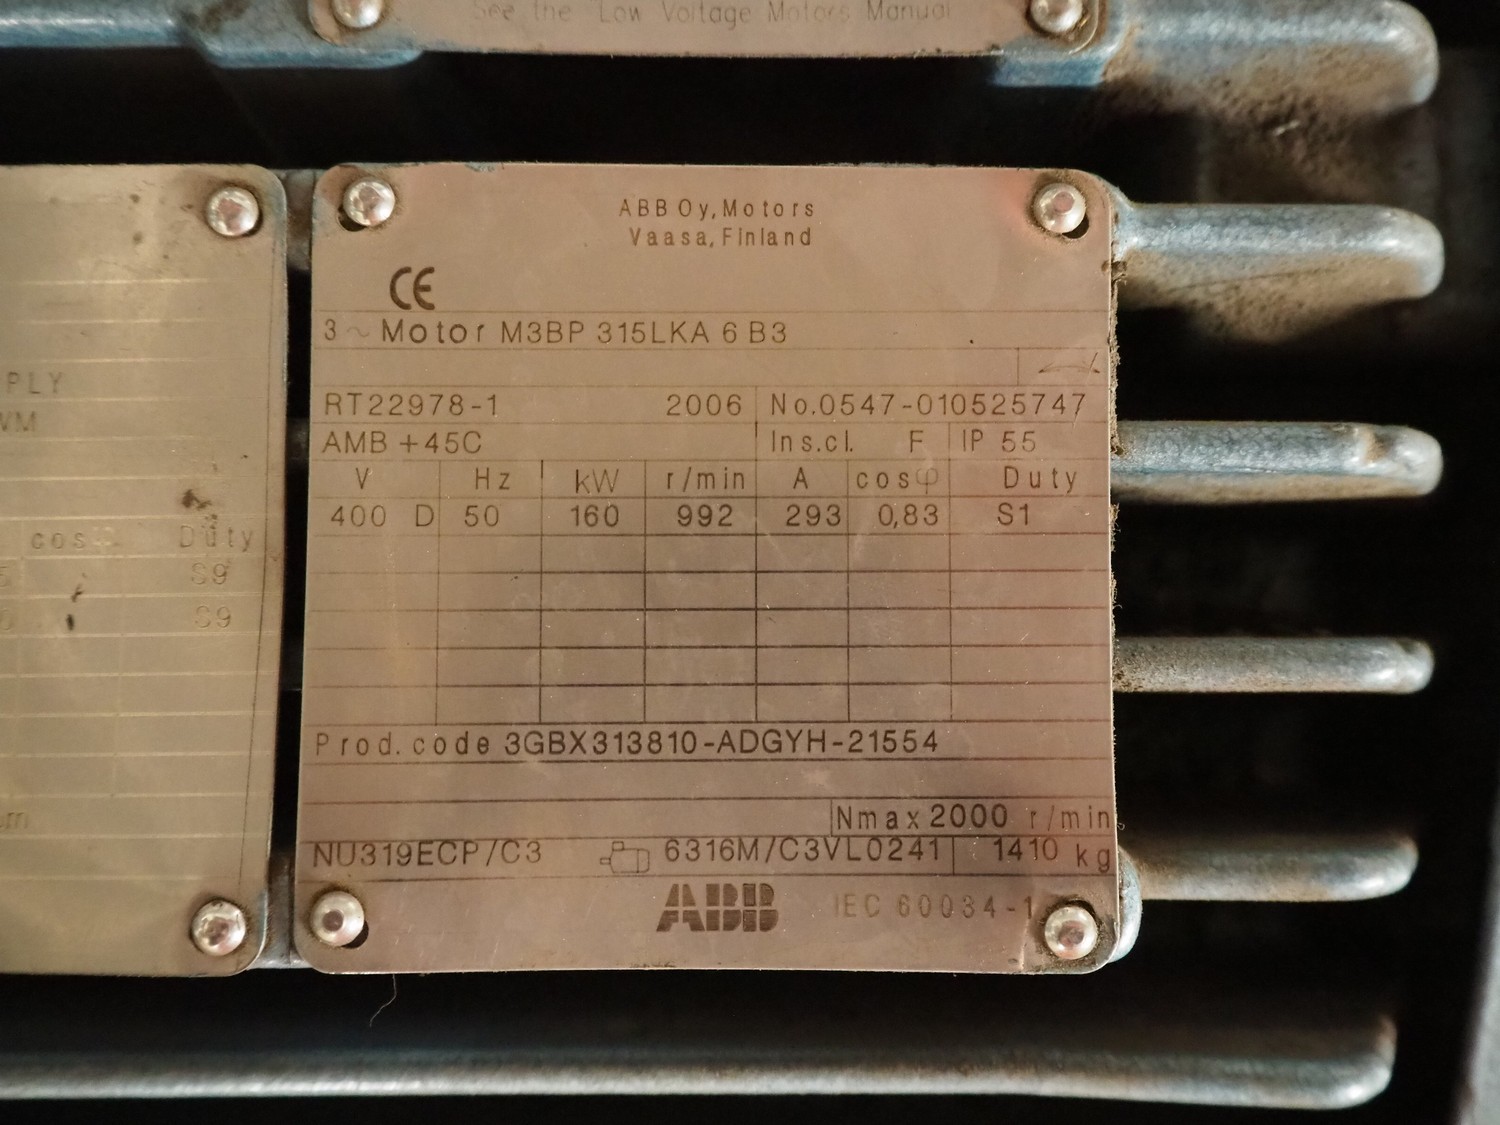 See the "Low Voltage Motors Manual
PLY
cosφ Duty
S9
S9
ABB Oy, Motors
Vaasa, Finland
CE
3 ~ Motor M3BP 315LKA 6 B3
RT22978-1 2006 No.0547-010525747
AMB +45C Ins.cl. F IP 55
V Hz kW r/min A cosφ Duty
400 D 50 160 992 293 0,83 S1
Prod. code 3GBX313810-ADGYH-21554
Nmax 2000 r/min
NU319ECP/C3 6316M/C3VL0241 1410 kg
ABB IEC 60034-1